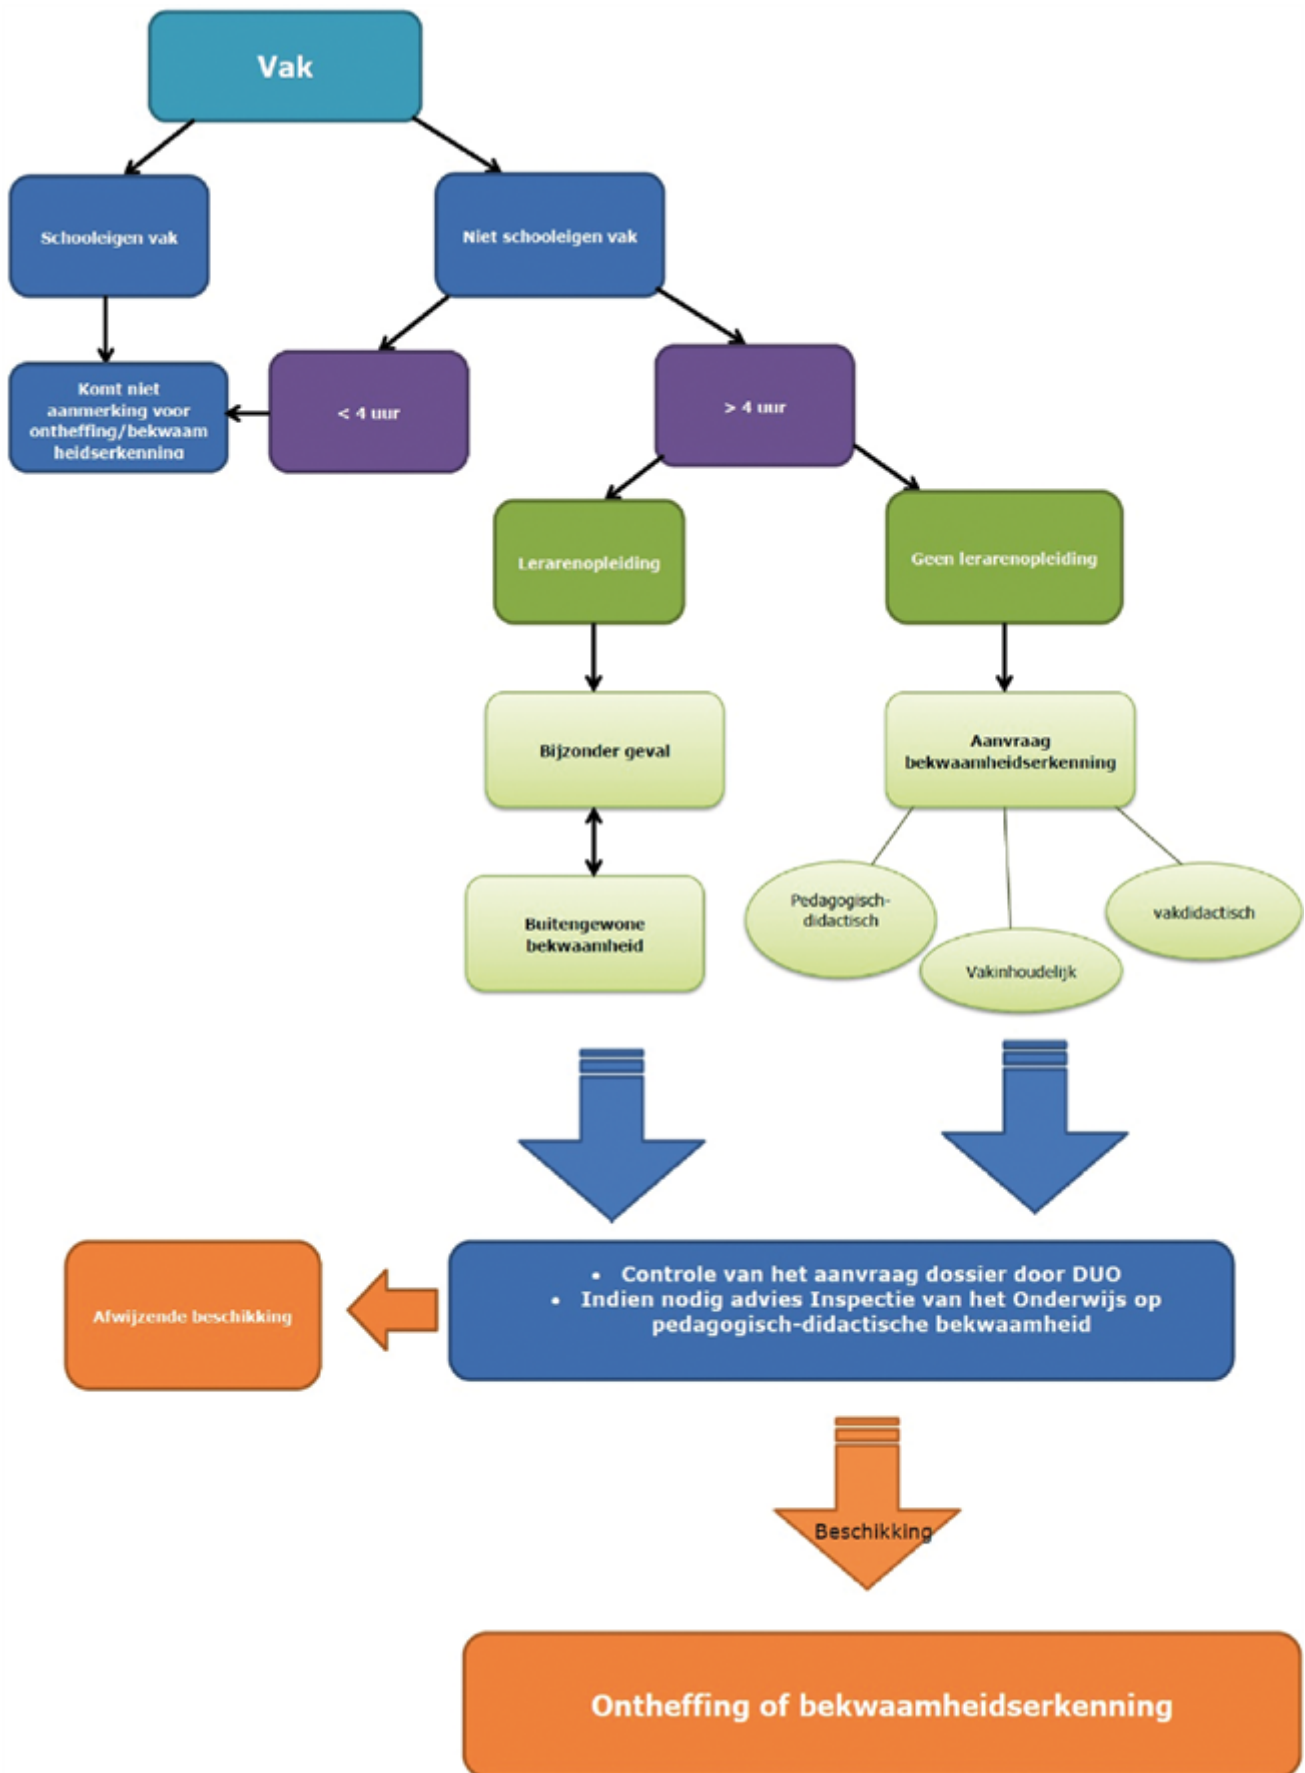 Vak
Schooleigen vak
Niet schooleigen vak
Komt niet
aanmerking voor
ontheffing/bekwaam
heidserkenning
< 4 uur
> 4 uur
Lerarenopleiding
Geen lerarenopleiding
Bijzonder geval
Aanvraag
bekwaamheidserkenning
Buitengewone
bekwaamheid
Pedagogisch-
didactisch
Vakinhoudelijk
vakdidactisch
Afwijzende beschikking
• Controle van het aanvraag dossier door DUO
• Indien nodig advies Inspectie van het Onderwijs op
pedagogisch-didactische bekwaamheid
Beschikking
Ontheffing of bekwaamheidserkenning